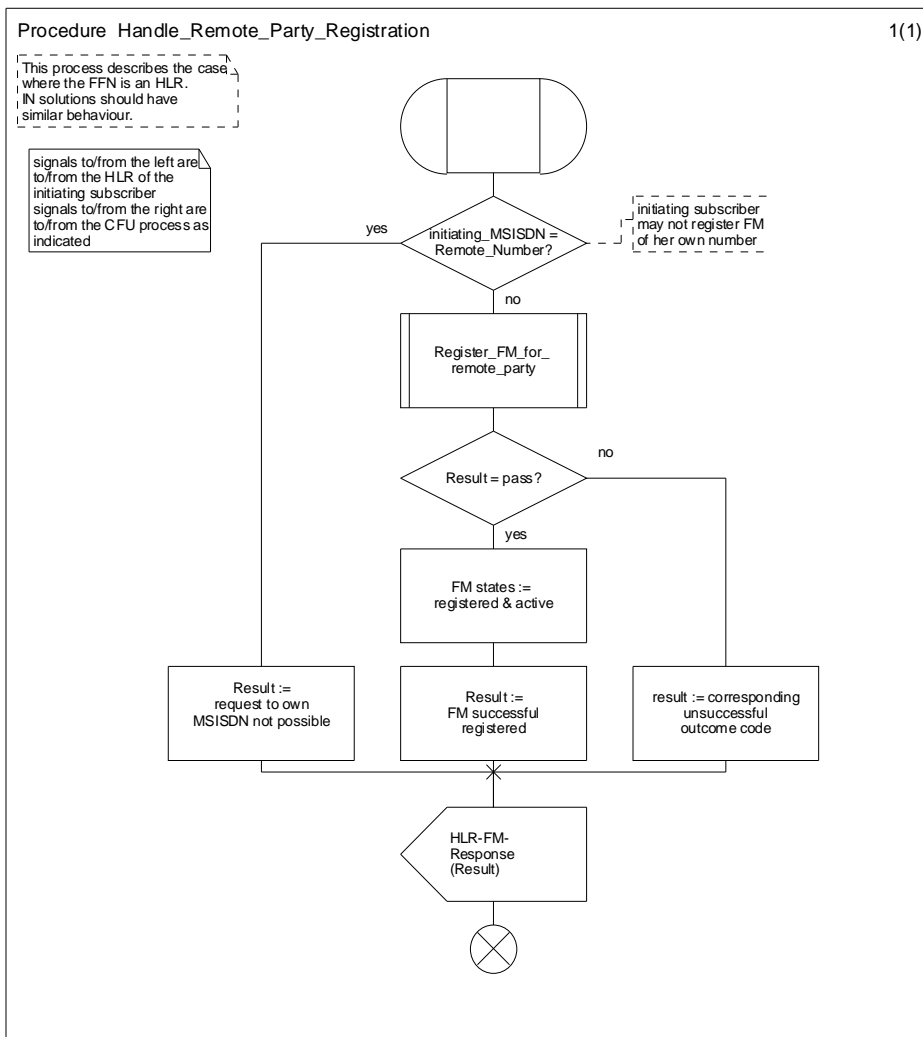 Procedure Handle_Remote_Party_Registration
1(1)
This process describes the case
where the FFN is an HLR.
IN solutions should have
similar behaviour.
signals to/from the left are
to/from the HLR of the
initiating subscriber
signals to/from the right are
to/from the CFU process as
indicated
yes
initiating_MSISDN =
Remote_Number?
initiating subscriber
may not register FM
of her own number
no
Register_FM_for_
remote_party
no
Result = pass?
yes
FM states :=
registered & active
Result :=
request to own
MSISDN not possible
Result :=
FM successful
registered
result := corresponding
unsuccessful
outcome code
HLR-FM-
Response
(Result)